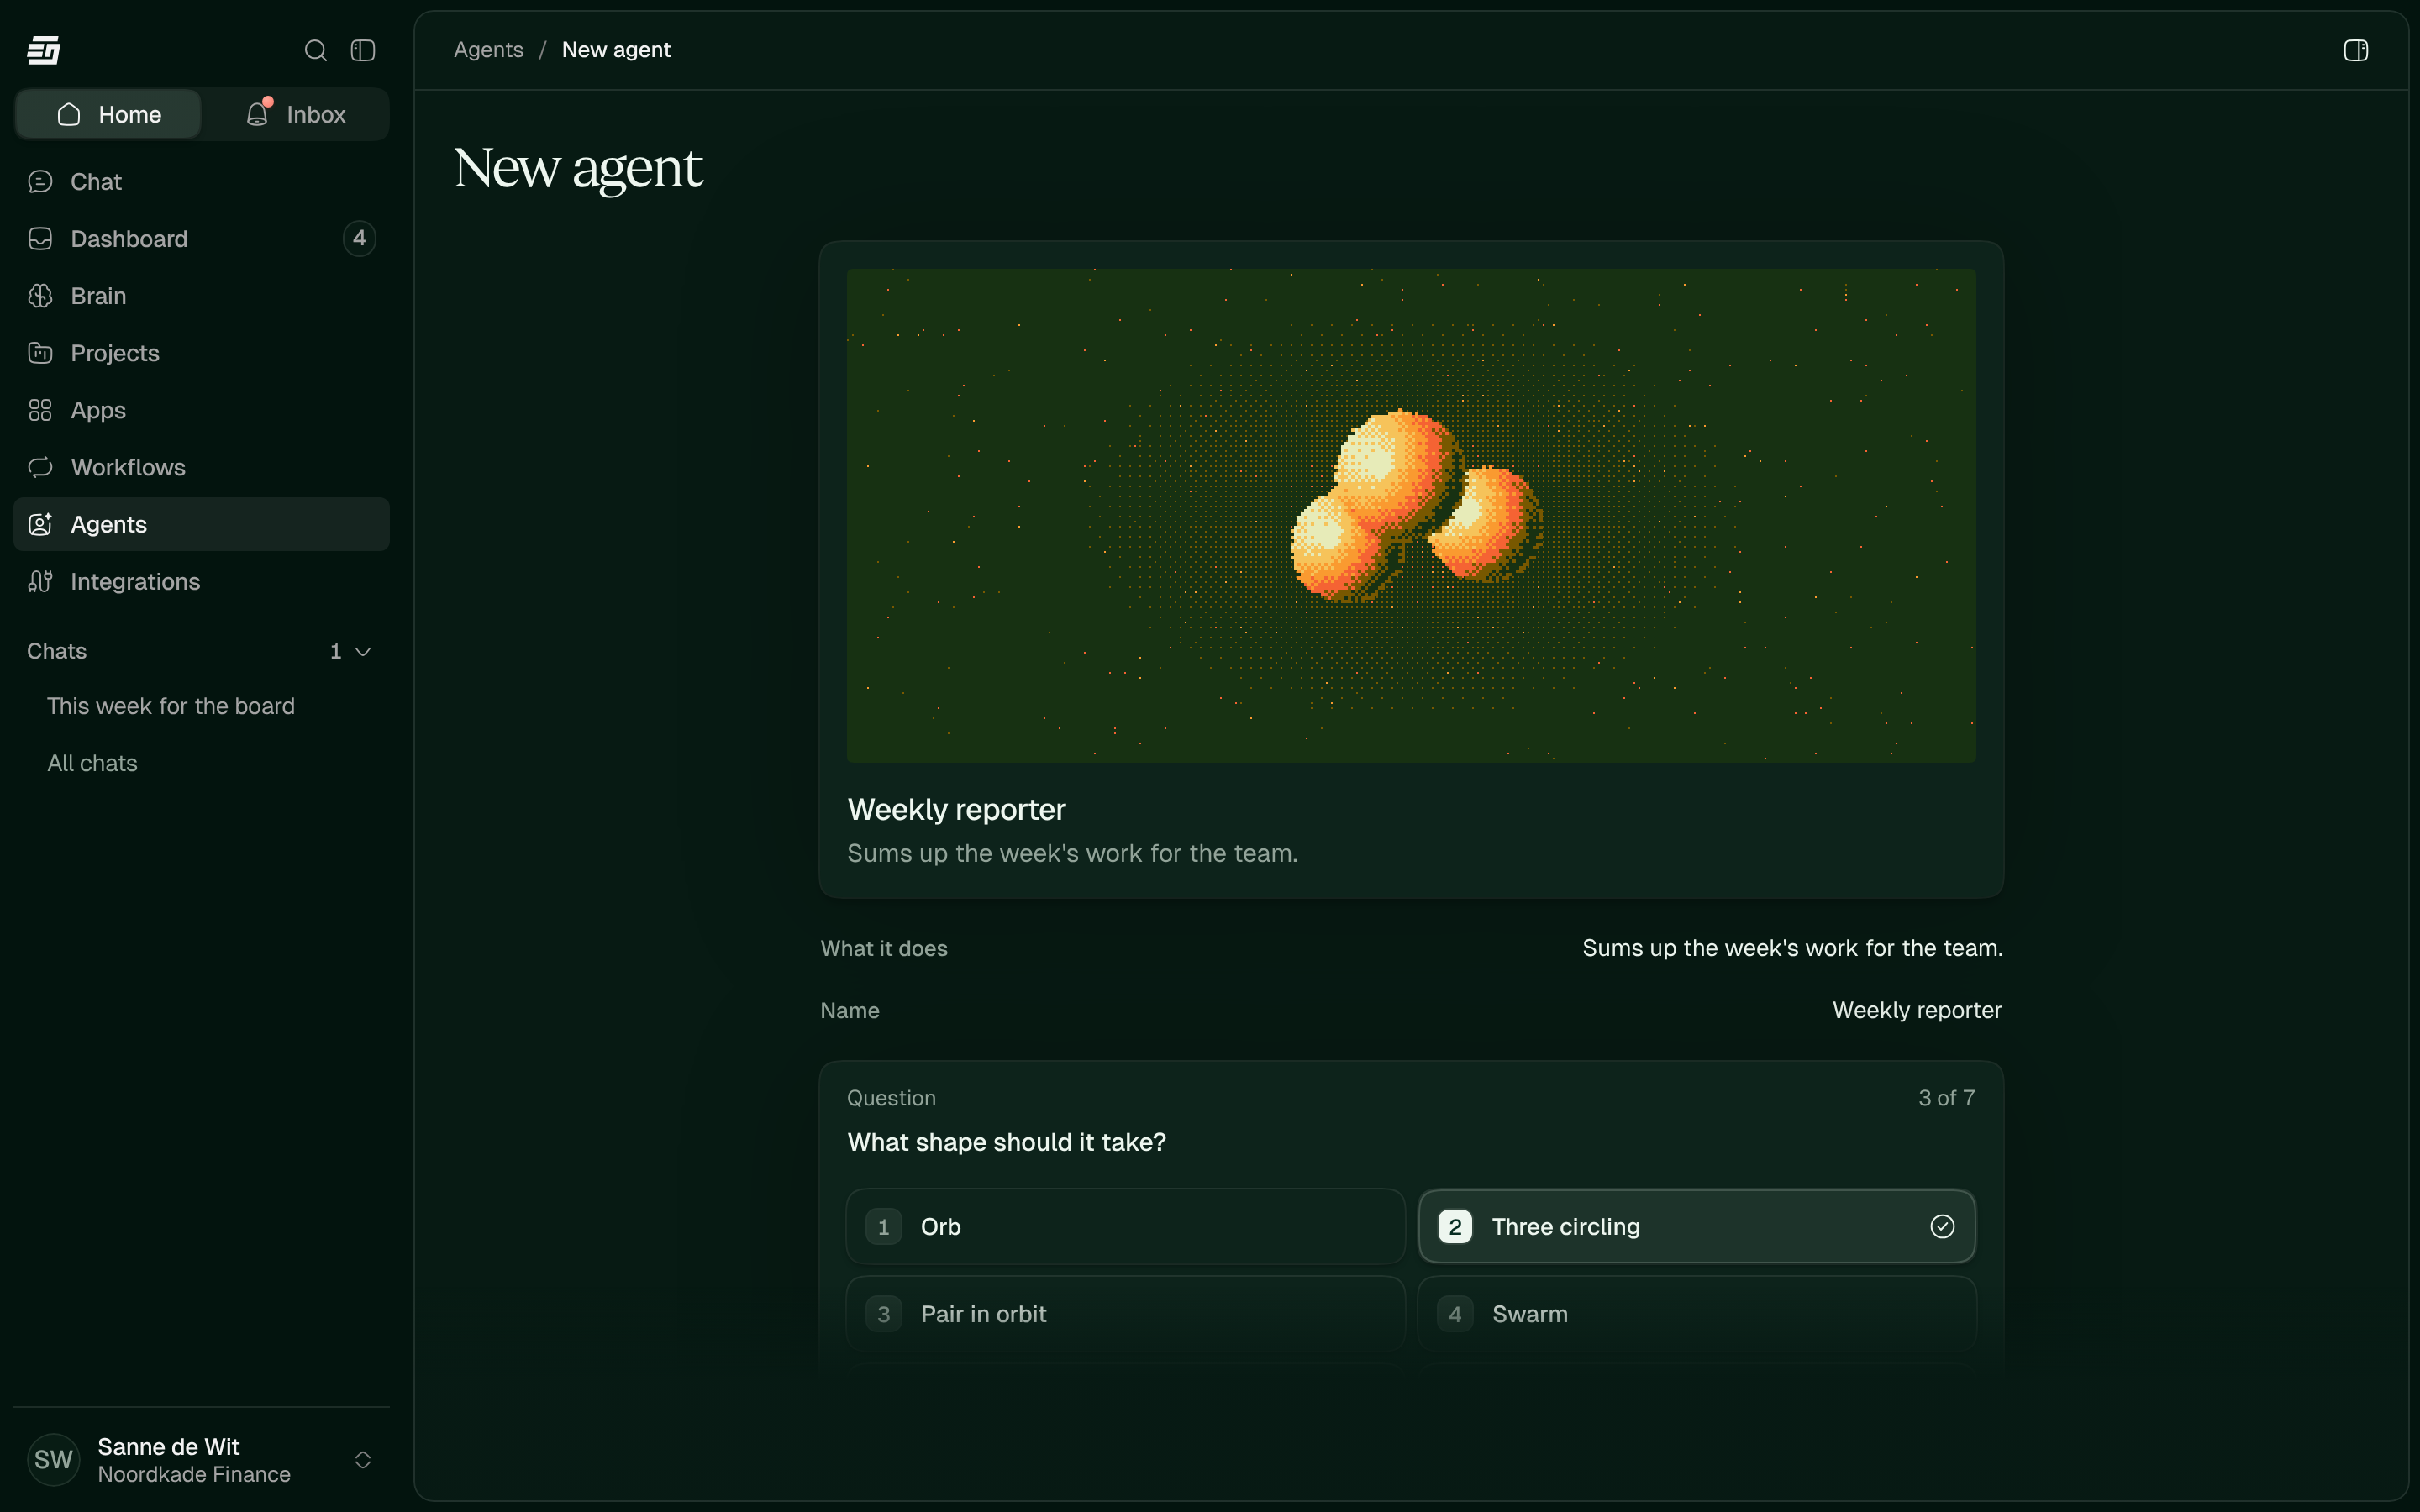 Home
Inbox
Chat
Dashboard 4
Brain
Projects
Apps
Workflows
Agents
Integrations
Chats 1
This week for the board
All chats
SW
Sanne de Wit
Noordkade Finance
Agents / New agent
New agent
Weekly reporter
Sums up the week's work for the team.
What it does Sums up the week's work for the team.
Name Weekly reporter
Question 3 of 7
What shape should it take?
1 Orb
2 Three circling
3 Pair in orbit
4 Swarm